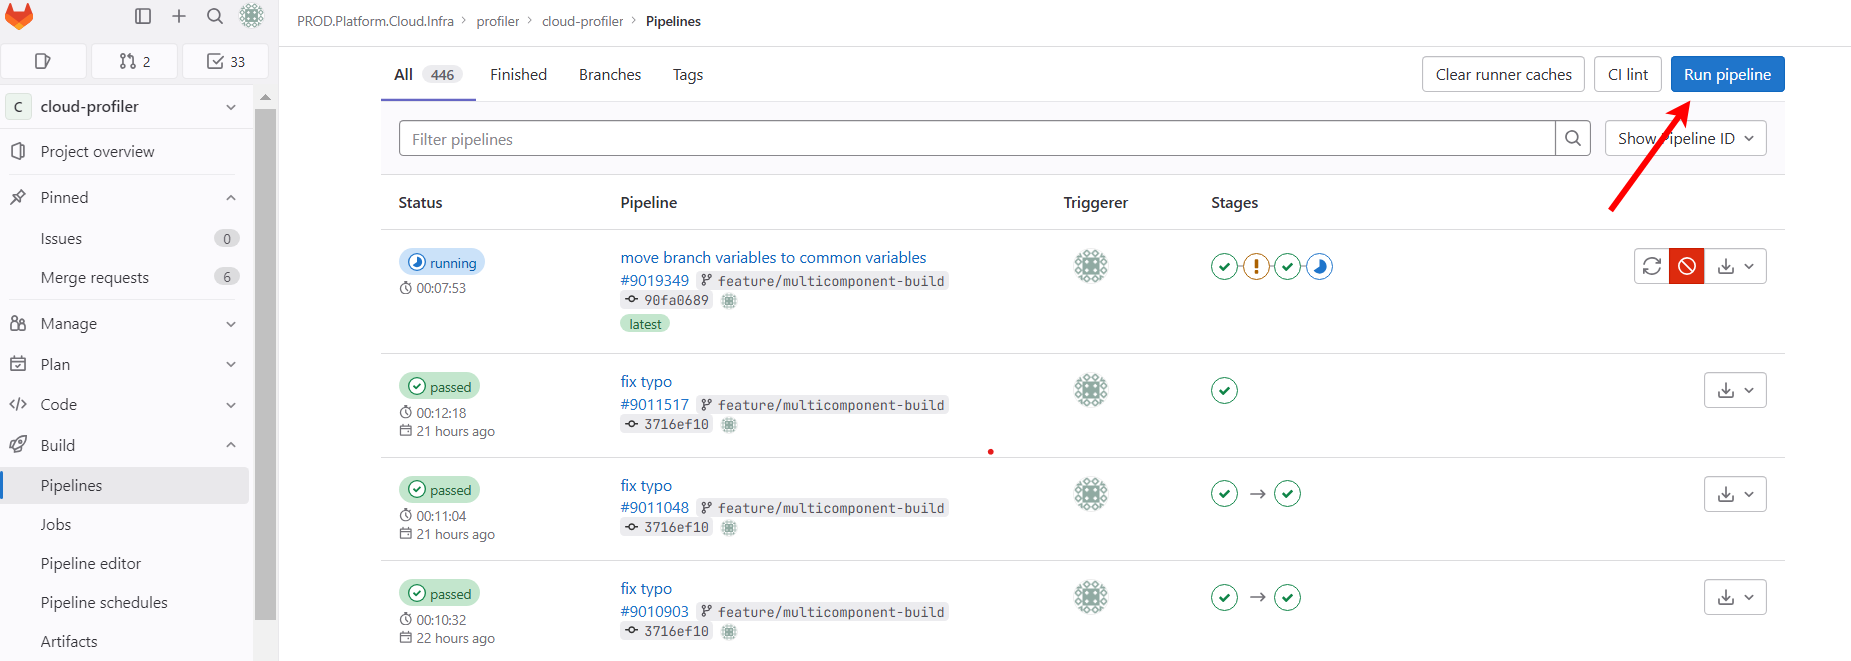 PROD.Platform.Cloud.Infra > profiler > cloud-profiler > Pipelines
2
33
C cloud-profiler
Project overview
Pinned
Issues 0
Merge requests 6
Manage
Plan
Code
Build
Pipelines
Jobs
Pipeline editor
Pipeline schedules
Artifacts
All 446 Finished Branches Tags
Clear runner caches CI lint Run pipeline
Filter pipelines
Show Pipeline ID
Status Pipeline Triggerer Stages
running
00:07:53
move branch variables to common variables
#9019349 feature/multicomponent-build
90fa0689
latest
passed
00:12:18
21 hours ago
fix typo
#9011517 feature/multicomponent-build
3716ef10
passed
00:11:04
21 hours ago
fix typo
#9011048 feature/multicomponent-build
3716ef10
passed
00:10:32
22 hours ago
fix typo
#9010903 feature/multicomponent-build
3716ef10